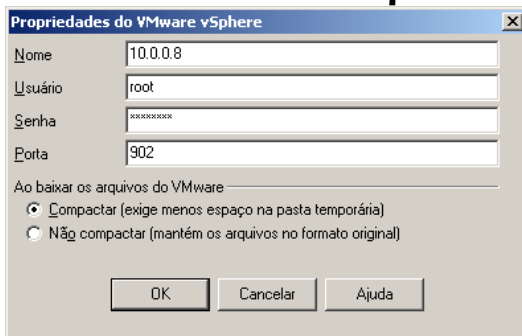 Propriedades do VMware vSphere
Nome 10.0.0.8
Usuário root
Senha ××××××××
Porta 902
Ao baixar os arquivos do VMware
Compactar (exige menos espaço na pasta temporária)
Não compactar (mantém os arquivos no formato original)
OK Cancelar Ajuda